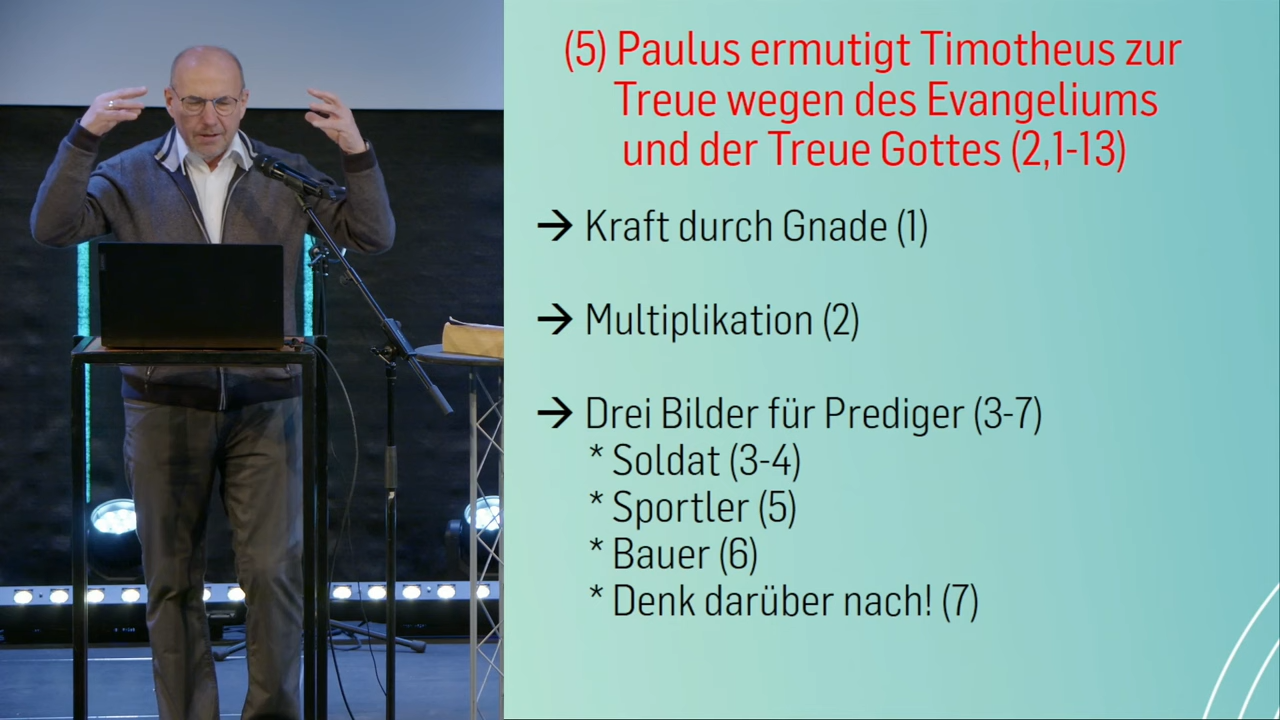 (5) Paulus ermutigt Timotheus zur
Treue wegen des Evangeliums
und der Treue Gottes (2,1-13)
→ Kraft durch Gnade (1)
→ Multiplikation (2)
→ Drei Bilder für Prediger (3-7)
* Soldat (3-4)
* Sportler (5)
* Bauer (6)
* Denk darüber nach! (7)